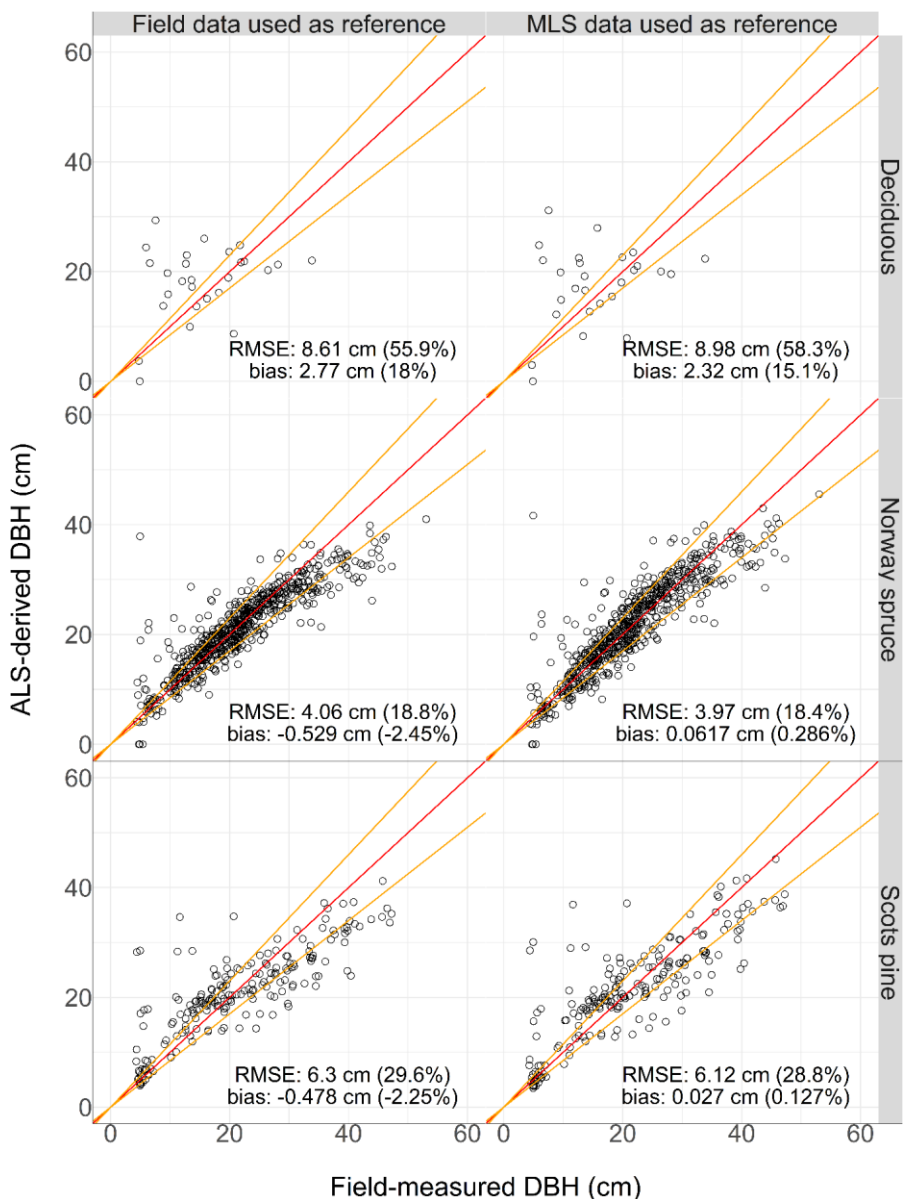 Field data used as reference
MLS data used as reference
60
40
20
0
RMSE: 8.61 cm (55.9%)
bias: 2.77 cm (18%)
RMSE: 8.98 cm (58.3%)
bias: 2.32 cm (15.1%)
Deciduous
60
40
20
0
RMSE: 4.06 cm (18.8%)
bias: -0.529 cm (-2.45%)
RMSE: 3.97 cm (18.4%)
bias: 0.0617 cm (0.286%)
Norway spruce
ALS-derived DBH (cm)
60
40
20
0
RMSE: 6.3 cm (29.6%)
bias: -0.478 cm (-2.25%)
RMSE: 6.12 cm (28.8%)
bias: 0.027 cm (0.127%)
Scots pine
0 20 40 60
0 20 40 60
Field-measured DBH (cm)